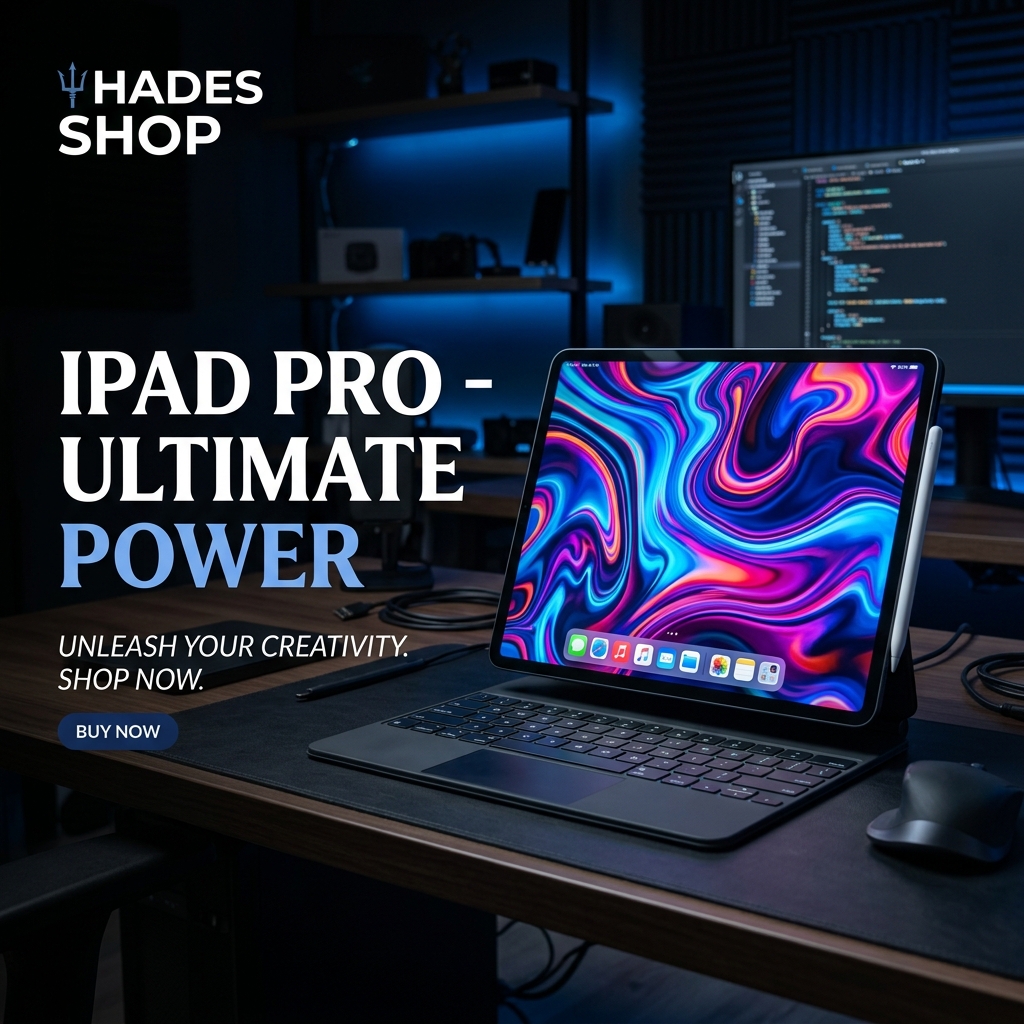 HADES
SHOP
IPAD PRO –
ULTIMATE
POWER
UNLEASH YOUR CREATIVITY.
SHOP NOW.
BUY NOW